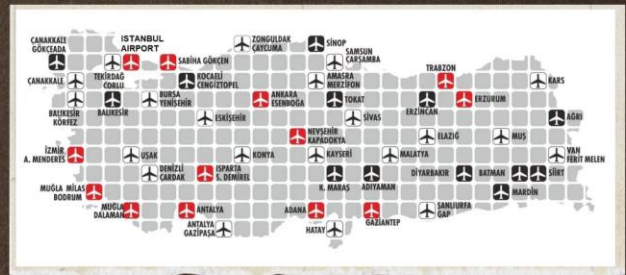 ÇANAKKALE
GÖKÇEADA
ISTANBUL
AIRPORT
SABİHA GÖKÇEN
ZONGULDAK
ÇAYCUMA
SİNOP
SAMSUN
ÇARŞAMBA
TRABZON
KARS
ÇANAKKALE
TEKİRDAĞ
ÇORLU
KOCAELİ
CENGİZTOPEL
AMASRA
MERZİFON
BALIKESİR
KÖRFEZ
BALIKESİR
BURSA
YENİŞEHİR
ANKARA
ESENBOĞA
TOKAT
ERZİNCAN
ERZURUM
AĞRI
ESKİŞEHİR
SİVAS
NEVŞEHİR
KAPADOKYA
ELAZIĞ
MUŞ
İZMİR
A. MENDERES
UŞAK
KONYA
KAYSERİ
MALATYA
VAN
FERİT MELEN
DENİZLİ
ÇARDAK
ISPARTA
S. DEMİREL
K. MARAŞ
ADIYAMAN
DİYARBAKIR
BATMAN
SİİRT
MUĞLA MİLAS
BODRUM
MARDİN
MUĞLA
DALAMAN
ANTALYA
ADANA
GAZİANTEP
ŞANLIURFA
GAP
ANTALYA
GAZİPAŞA
HATAY